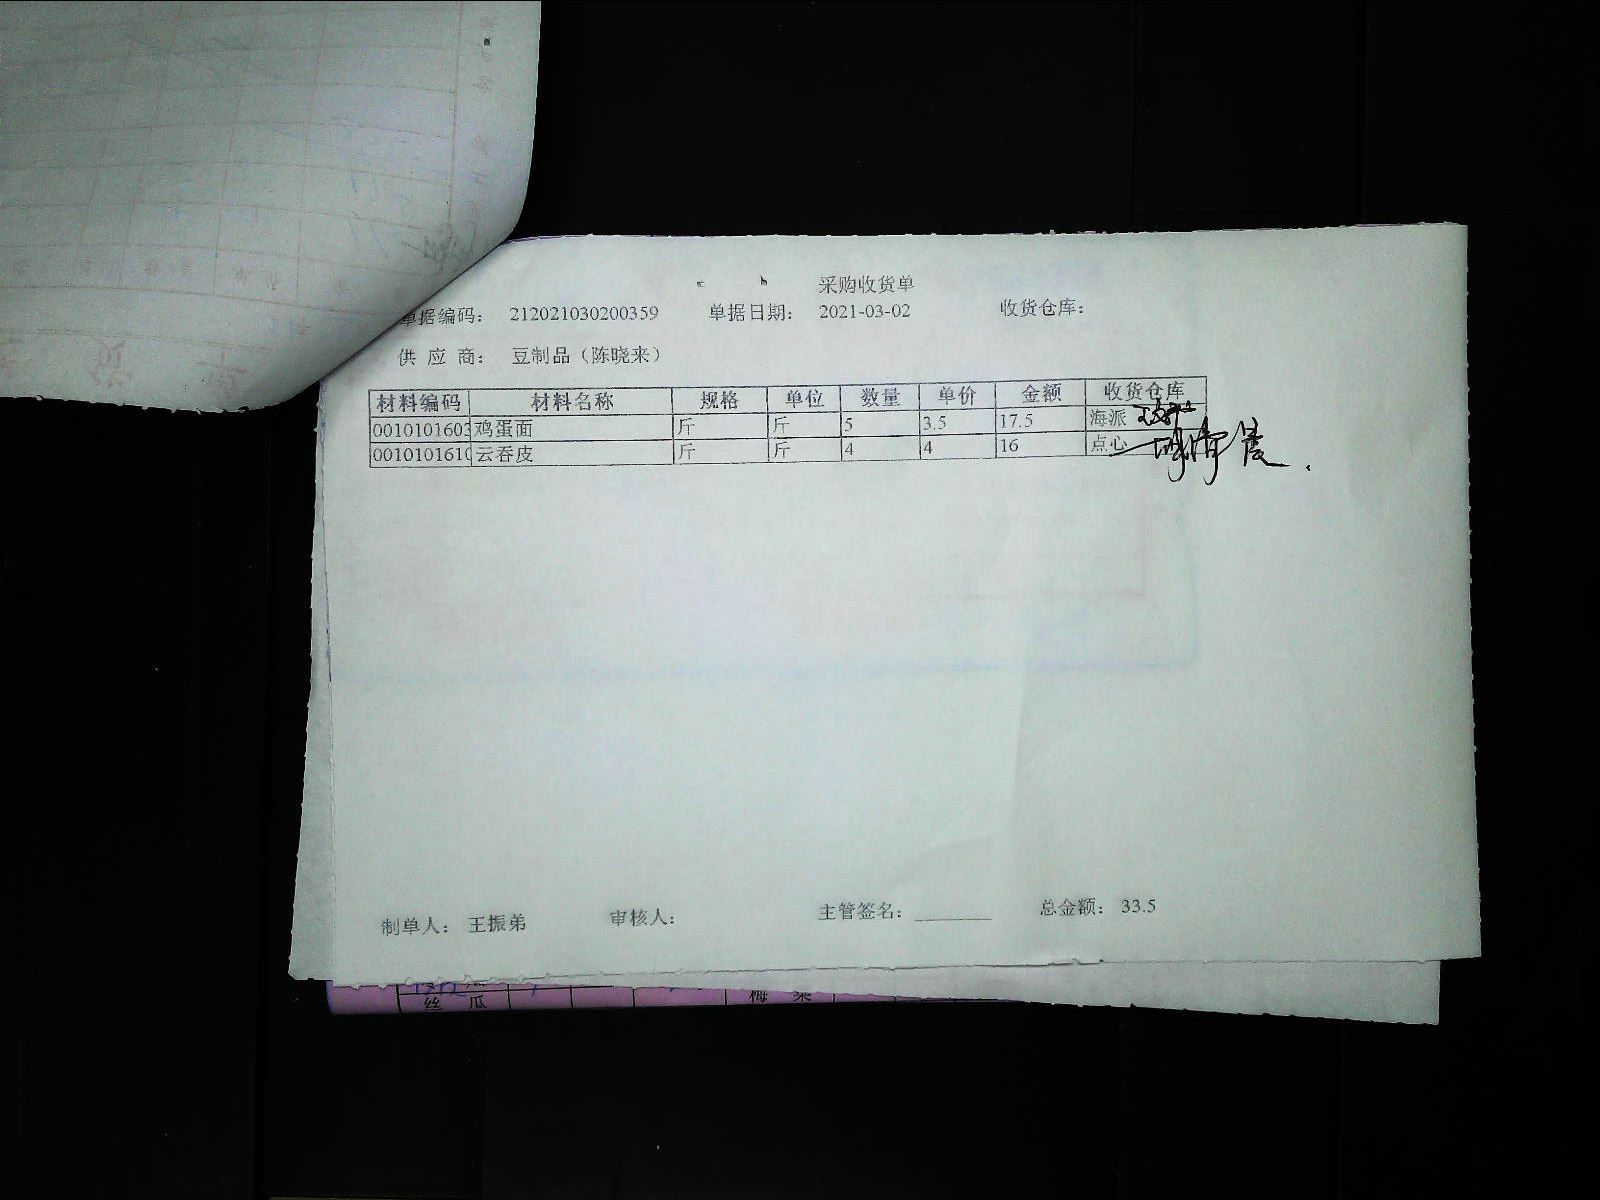 采购收货单
单据编码： 212021030200359 单据日期： 2021-03-02 收货仓库：
供 应 商： 豆制品（陈晓来）
材料编码 材料名称 规格 单位 数量 单价 金额 收货仓库
0010101603 鸡蛋面 斤 斤 5 3.5 17.5 海派
0010101610 云吞皮 斤 斤 4 4 16 点心
制单人： 王振弟 审核人： 主管签名： 总金额： 33.5
丝 瓜